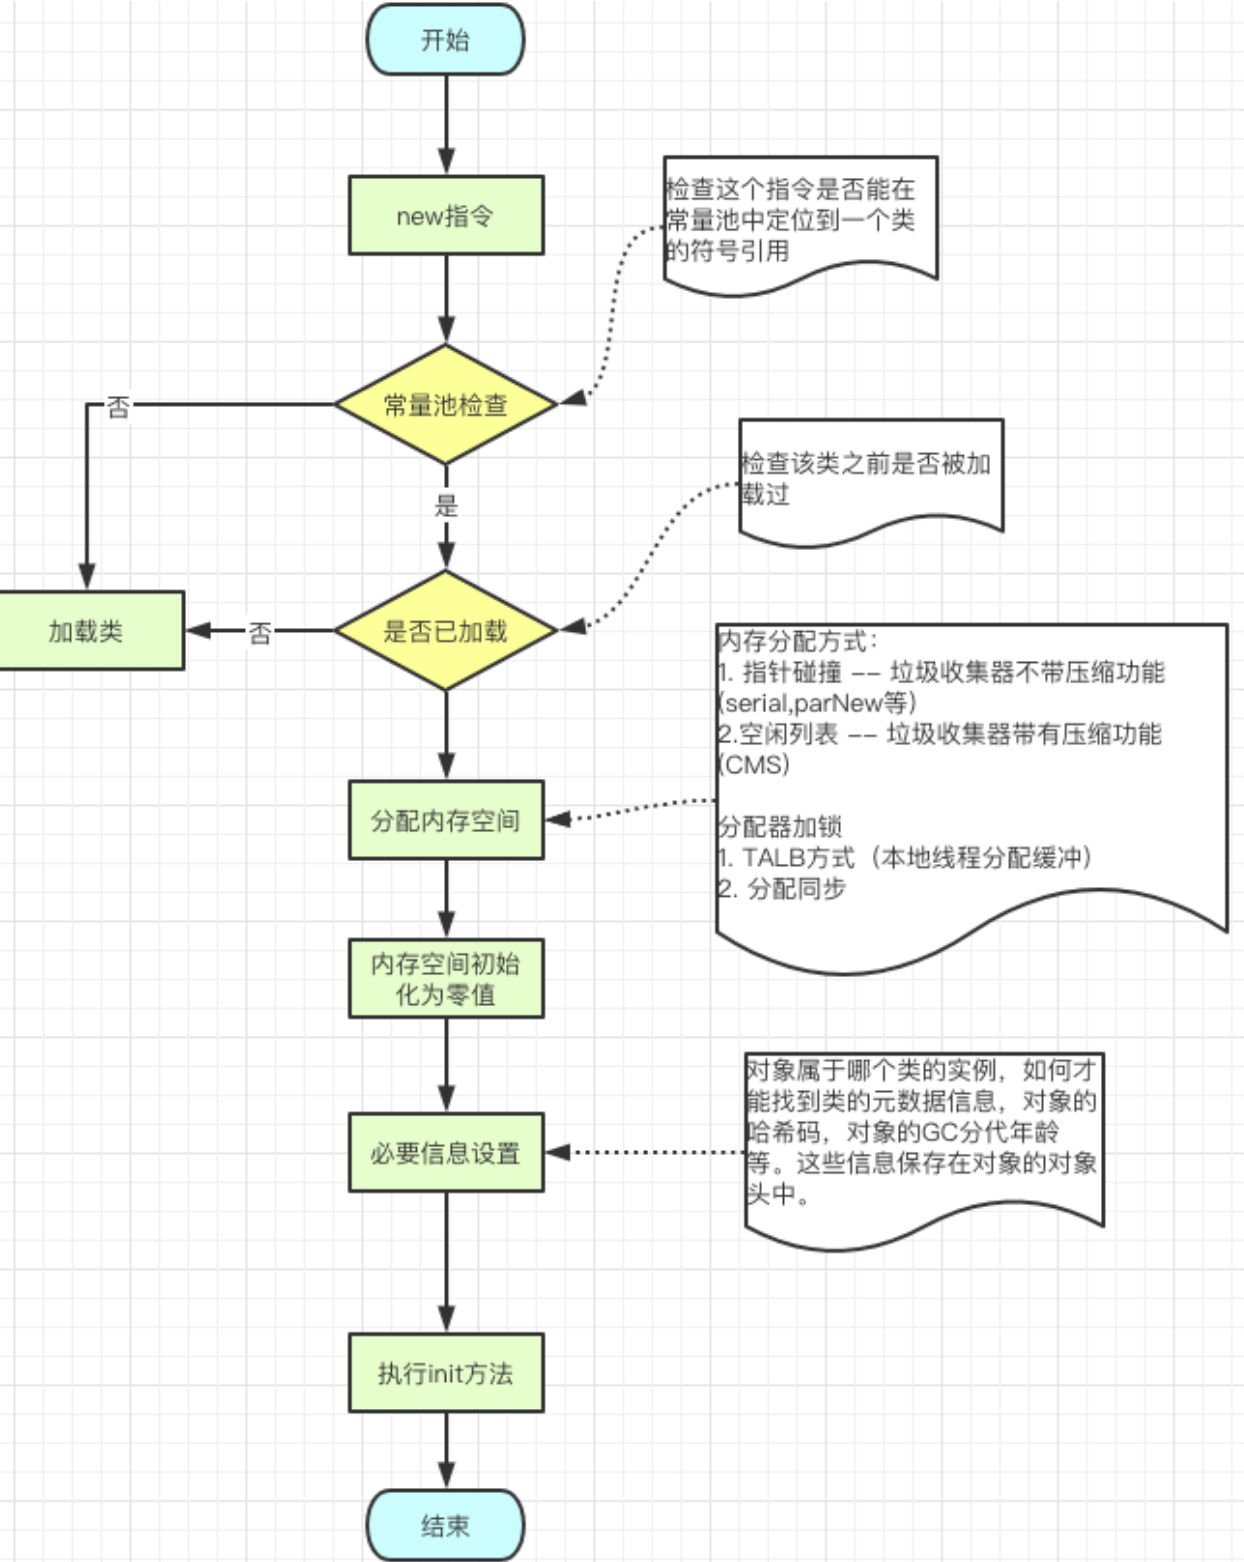 开始
new指令
检查这个指令是否能在
常量池中定位到一个类
的符号引用
常量池检查
否
检查该类之前是否被加
载过
是
加载类
否
是否已加载
内存分配方式：
1. 指针碰撞 -- 垃圾收集器不带压缩功能
(serial,parNew等)
2.空闲列表 -- 垃圾收集器带有压缩功能
(CMS)
分配器加锁
1. TALB方式（本地线程分配缓冲）
2. 分配同步
分配内存空间
内存空间初始
化为零值
对象属于哪个类的实例，如何才
能找到类的元数据信息，对象的
哈希码，对象的GC分代年龄
等。这些信息保存在对象的对象
头中。
必要信息设置
执行init方法
结束